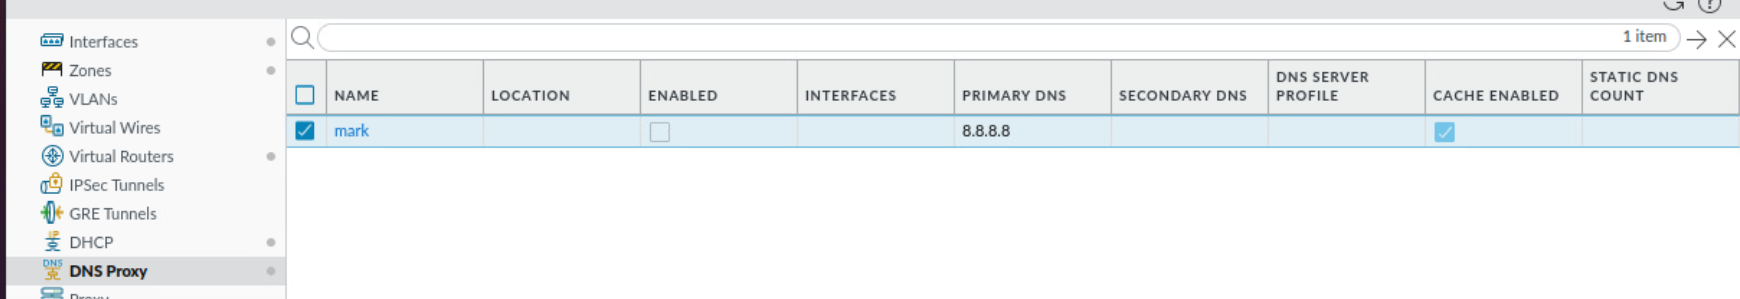 Interfaces
Zones
VLANs
Virtual Wires
Virtual Routers
IPSec Tunnels
GRE Tunnels
DHCP
DNS Proxy
Proxy
1 item
NAME LOCATION ENABLED INTERFACES PRIMARY DNS SECONDARY DNS DNS SERVER PROFILE CACHE ENABLED STATIC DNS COUNT
mark 8.8.8.8